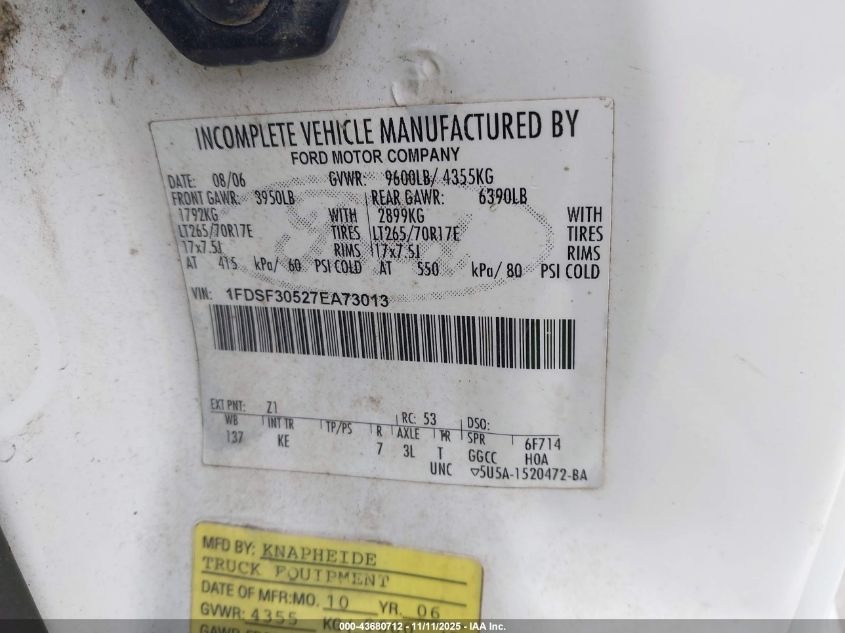 INCOMPLETE VEHICLE MANUFACTURED BY
FORD MOTOR COMPANY
DATE: 08/06 GVWR: 9600LB/ 4355KG
FRONT GAWR: 3950LB REAR GAWR: 6390LB
1792KG WITH 2899KG WITH
LT265/70R17E TIRES LT265/70R17E TIRES
17x7.5J RIMS 17x7.5J RIMS
AT 415 kPa/ 60 PSI COLD AT 550 kPa/ 80 PSI COLD
VIN: 1FDSF30527EA73013
EXT PNT: Z1 RC: 53 DSO:
WB INT TR TP/PS R AXLE TR SPR 6F714
137 KE 7 3L T GGCC HOA
UNC ▽5U5A-1520472-BA
MFD BY: KNAPHEIDE
TRUCK EQUIPMENT
DATE OF MFR:MO. 10 YR. 06
GVWR: 4355 KG
000-43680712 - 11/11/2025 - IAA Inc.